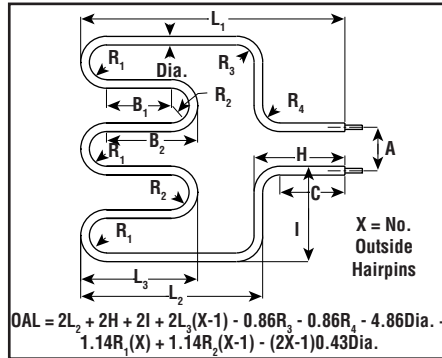 L₁
R₁
Dia.
R₃
R₂
R₄
B₁
B₂
R₁
H
A
R₂
C
I
X = No.
Outside
Hairpins
R₁
L₃
L₂
OAL = 2L₂ + 2H + 2I + 2L₃(X-1) - 0.86R₃ - 0.86R₄ - 4.86Dia. -
1.14R₁(X) + 1.14R₂(X-1) - (2X-1)0.43Dia.